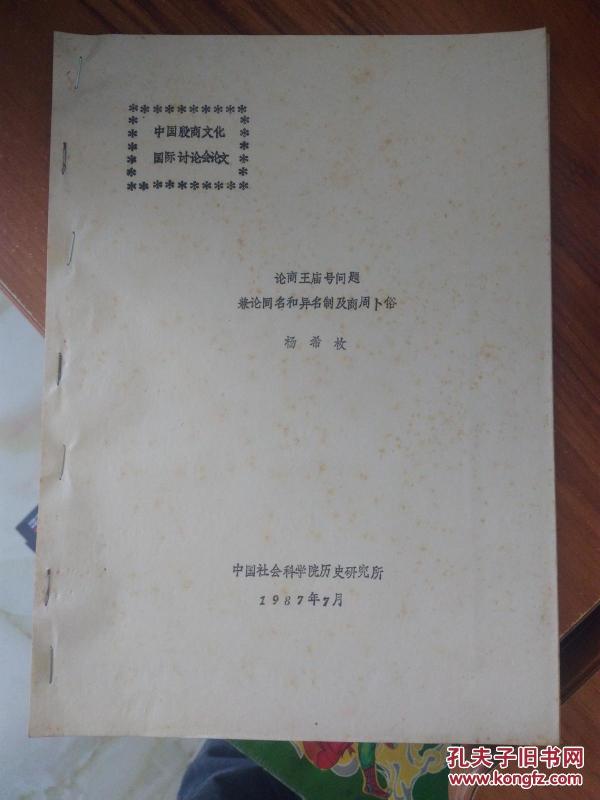 中国殷商文化
国际讨论会论文
论商王庙号问题
兼论同名和异名制及商周卜俗
杨希枚
中国社会科学院历史研究所
1987年7月
孔夫子旧书网
www.kongfz.com